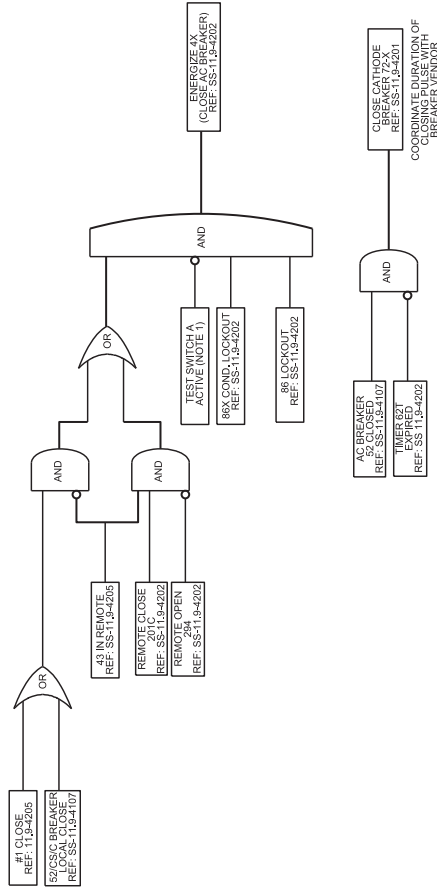 #1 CLOSE
REF: 11.9-4205
52/CS/C BREAKER
LOCAL CLOSE
REF: SS-11.9-4107
OR
43 IN REMOTE
REF: SS-11.9-4205
REMOTE CLOSE
201C
REF: SS-11.9-4202
REMOTE OPEN
294
REF: SS-11.9-4202
AND
AND
OR
TEST SWITCH A
ACTIVE (NOTE 1)
86X COND. LOCKOUT
REF: SS-11.9-4202
86 LOCKOUT
REF: SS-11.9-4202
AND
ENERGIZE 4X
(CLOSE AC BREAKER)
REF: SS-11.9-4202
AC BREAKER
52 CLOSED
REF: SS-11.9-4107
TIMER 62T
EXPIRED
REF: SS 11.9-4202
AND
CLOSE CATHODE
BREAKER 72-X
REF: SS-11.9-4201
COORDINATE DURATION OF
CLOSING PULSE WITH
BREAKER VENDOR